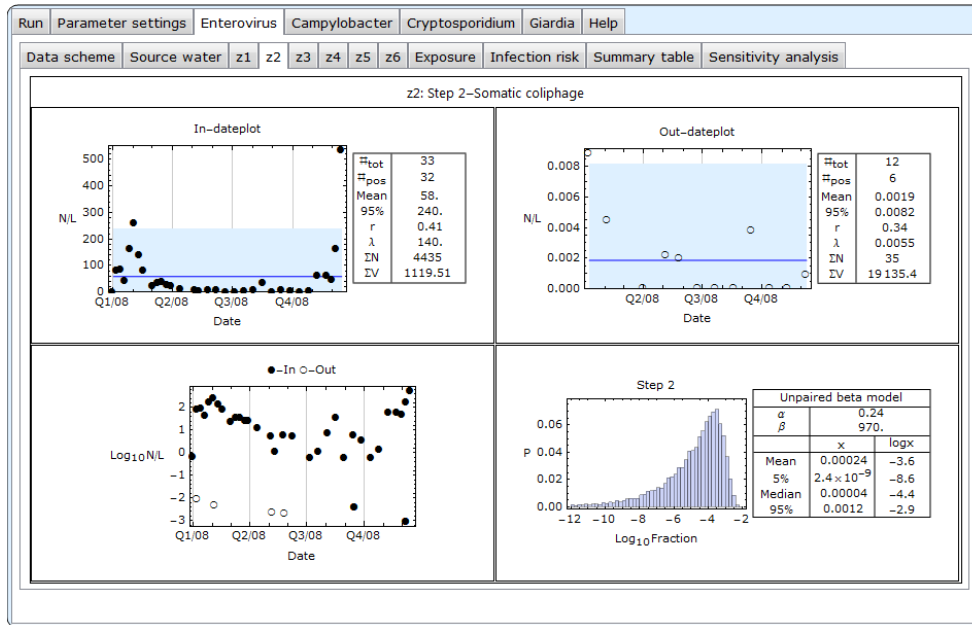 Run Parameter settings Enterovirus Campylobacter Cryptosporidium Giardia Help
Data scheme Source water z1 z2 z3 z4 z5 z6 Exposure Infection risk Summary table Sensitivity analysis
z2: Step 2–Somatic coliphage
In–dateplot
N/L
500
400
300
200
100
0
Q1/08 Q2/08 Q3/08 Q4/08
Date
#tot 33
#pos 32
Mean 58.
95% 240.
r 0.41
λ 140.
ΣN 4435
ΣV 1119.51
Out–dateplot
N/L
0.008
0.006
0.004
0.002
0.000
Q2/08 Q3/08 Q4/08
Date
#tot 12
#pos 6
Mean 0.0019
95% 0.0082
r 0.34
λ 0.0055
ΣN 35
ΣV 19135.4
●–In ○–Out
Log10 N/L
2
1
0
−1
−2
−3
Q1/08 Q2/08 Q3/08 Q4/08
Date
Step 2
P
0.06
0.04
0.02
0.00
−12 −10 −8 −6 −4 −2
Log10 Fraction
Unpaired beta model
α 0.24
β 970.
x logx
Mean 0.00024 −3.6
5% 2.4×10⁻⁹ −8.6
Median 0.00004 −4.4
95% 0.0012 −2.9